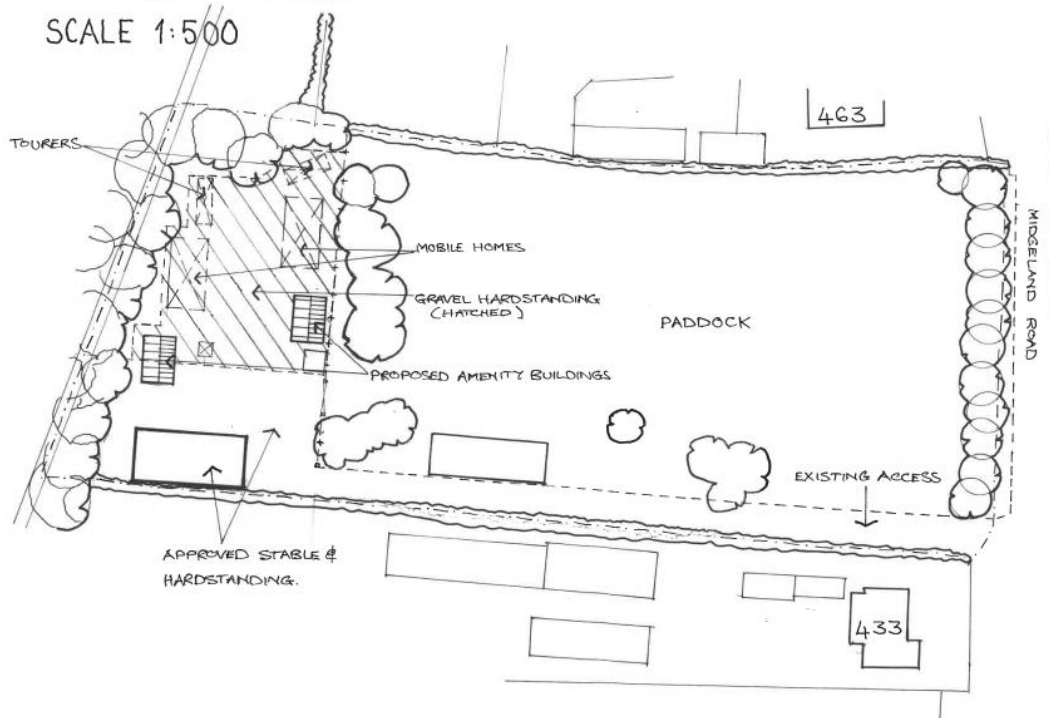 SCALE 1:500
463
TOURERS
MOBILE HOMES
GRAVEL HARDSTANDING
(HATCHED)
PADDOCK
MIDGELAND ROAD
PROPOSED AMENITY BUILDINGS
EXISTING ACCESS
APPROVED STABLE &
HARDSTANDING.
433